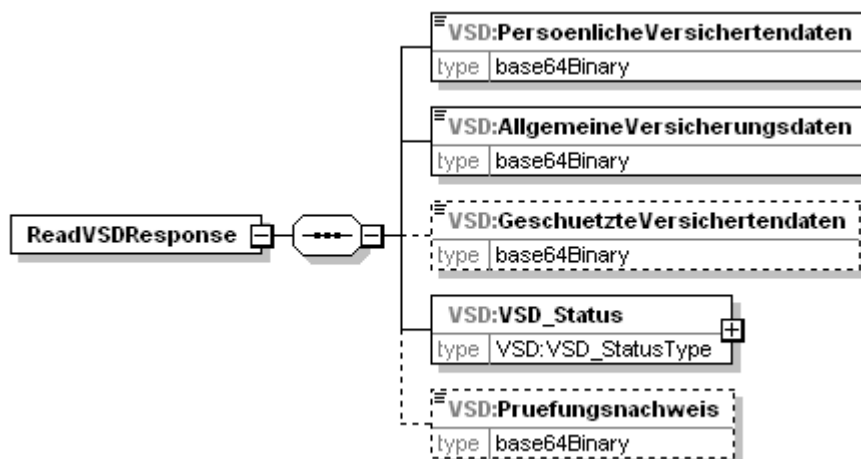 VSD:PersoenlicheVersichertendaten
type base64Binary
VSD:AllgemeineVersicherungsdaten
type base64Binary
VSD:GeschuetzteVersichertendaten
type base64Binary
ReadVSDResponse
VSD:VSD_Status
type VSD:VSD_StatusType
VSD:Pruefungsnachweis
type base64Binary